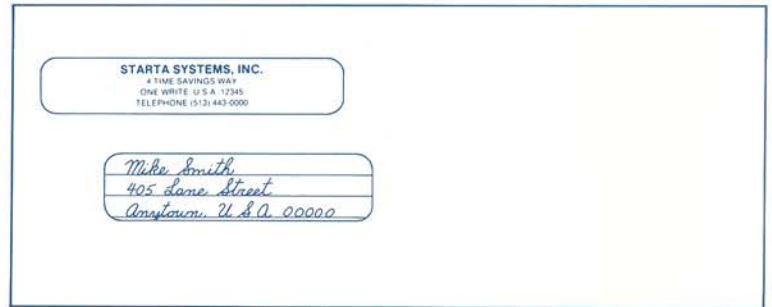 STARTA SYSTEMS, INC.
4 TIME SAVINGS WAY
ONE WRITE U S A 12345
TELEPHONE (513) 443-0000
Mike Smith
405 Lane Street
Anytown, U S A 00000